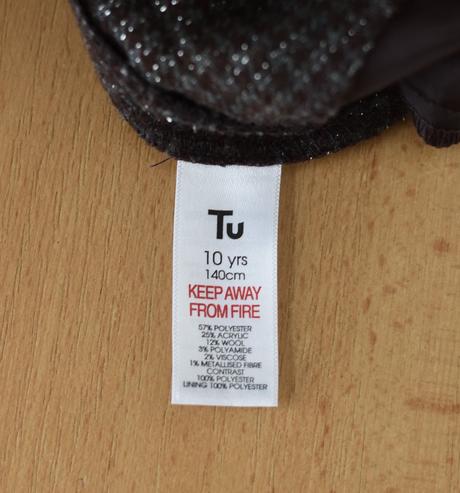 Tu
10 yrs
140cm
KEEP AWAY
FROM FIRE
57% POLYESTER
25% ACRYLIC
12% WOOL
3% POLYAMIDE
2% VISCOSE
1% METALLISED FIBRE
CONTRAST
100% POLYESTER
LINING 100% POLYESTER